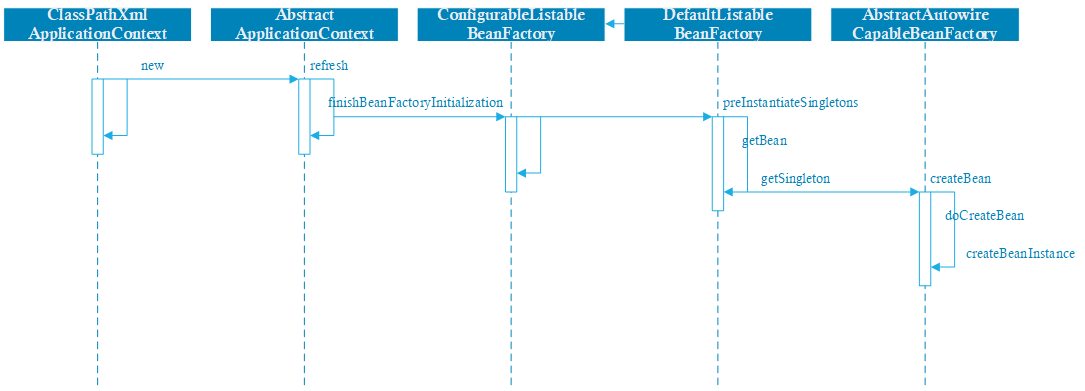 ClassPathXml
ApplicationContext
Abstract
ApplicationContext
ConfigurableListable
BeanFactory
DefaultListable
BeanFactory
AbstractAutowire
CapableBeanFactory
new
refresh
finishBeanFactoryInitialization
preInstantiateSingletons
getBean
getSingleton
createBean
doCreateBean
createBeanInstance